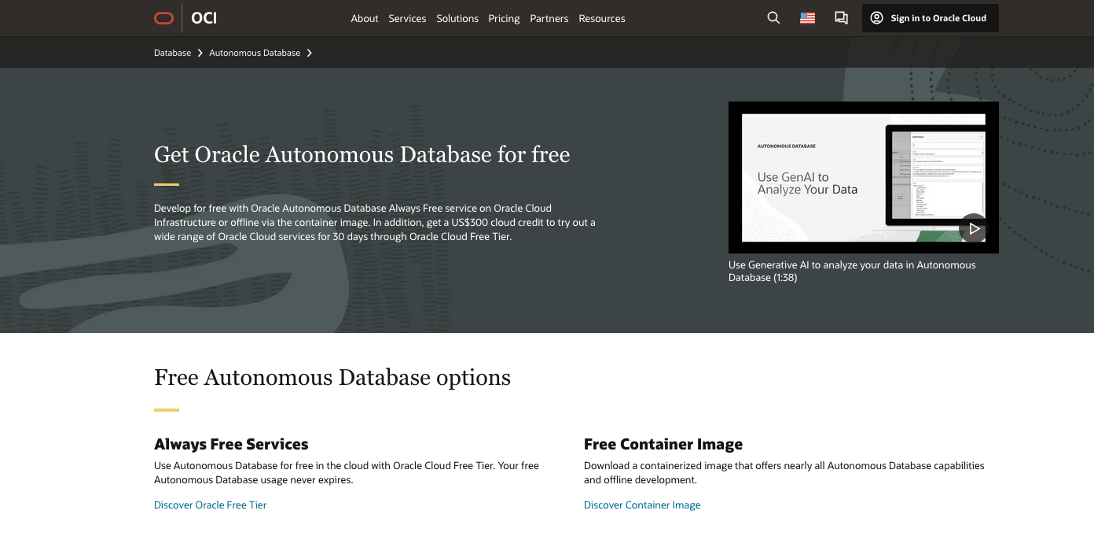 OCI
About Services Solutions Pricing Partners Resources
Sign in to Oracle Cloud
Database Autonomous Database
Get Oracle Autonomous Database for free
Develop for free with Oracle Autonomous Database Always Free service on Oracle Cloud
Infrastructure or offline via the container image. In addition, get a US$300 cloud credit to try out a
wide range of Oracle Cloud services for 30 days through Oracle Cloud Free Tier.
AUTONOMOUS DATABASE
Use GenAI to
Analyze Your Data
Use Generative AI to analyze your data in Autonomous
Database (1:38)
Free Autonomous Database options
Always Free Services
Use Autonomous Database for free in the cloud with Oracle Cloud Free Tier. Your free
Autonomous Database usage never expires.
Discover Oracle Free Tier
Free Container Image
Download a containerized image that offers nearly all Autonomous Database capabilities
and offline development.
Discover Container Image